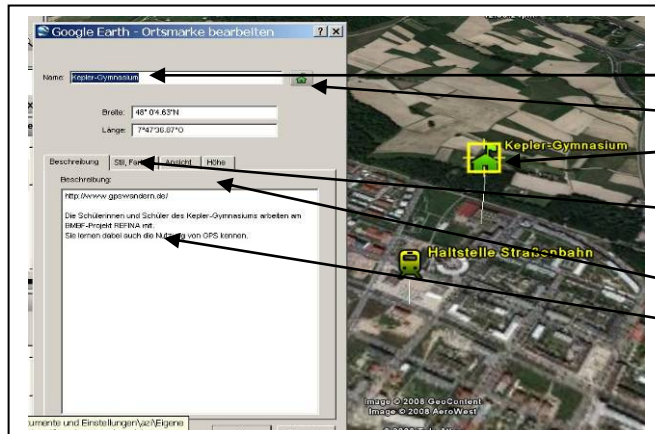 Google Earth - Ortsmarke bearbeiten
Name: Kepler-Gymnasium
Breite: 48° 0'4.63"N
Länge: 7°47'36.87"O
Beschreibung Stil, Ansicht Höhe
Beschreibung:
http://www.gpswandern.de/
Die Schülerinnen und Schüler des Kepler-Gymnasiums arbeiten am
BMBF-Projekt REFINA mit.
Sie lernen dabei auch die Nutzung von GPS kennen.
Kepler-Gymnasium
Haltstelle Straßenbahn
Image © 2008 GeoContent
Image © 2008 AeroWest
umente und Einstellungen\azi\Eigene